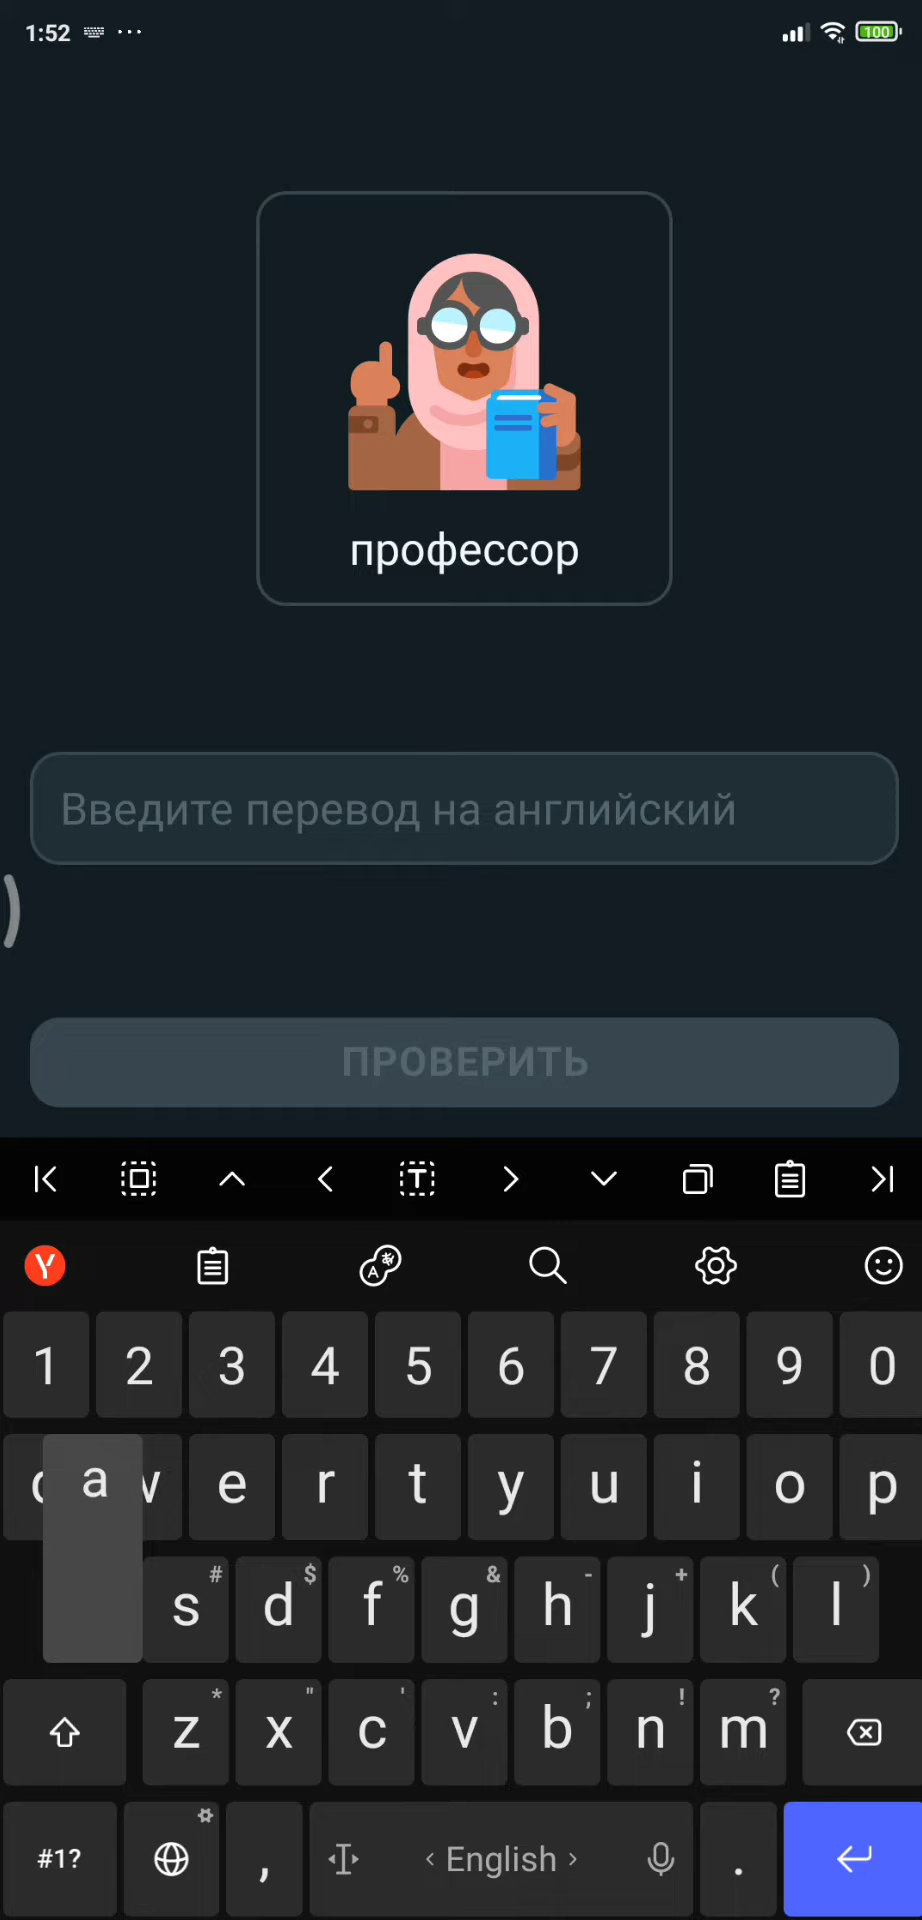 1:52 ... 100
профессор
Введите перевод на английский
ПРОВЕРИТЬ
1 2 3 4 5 6 7 8 9 0
a e r t y u i o p
# $ % & - + ( )
s d f g h j k l
* " ' : ; ! ?
z x c v b n m
#1? , < English > .